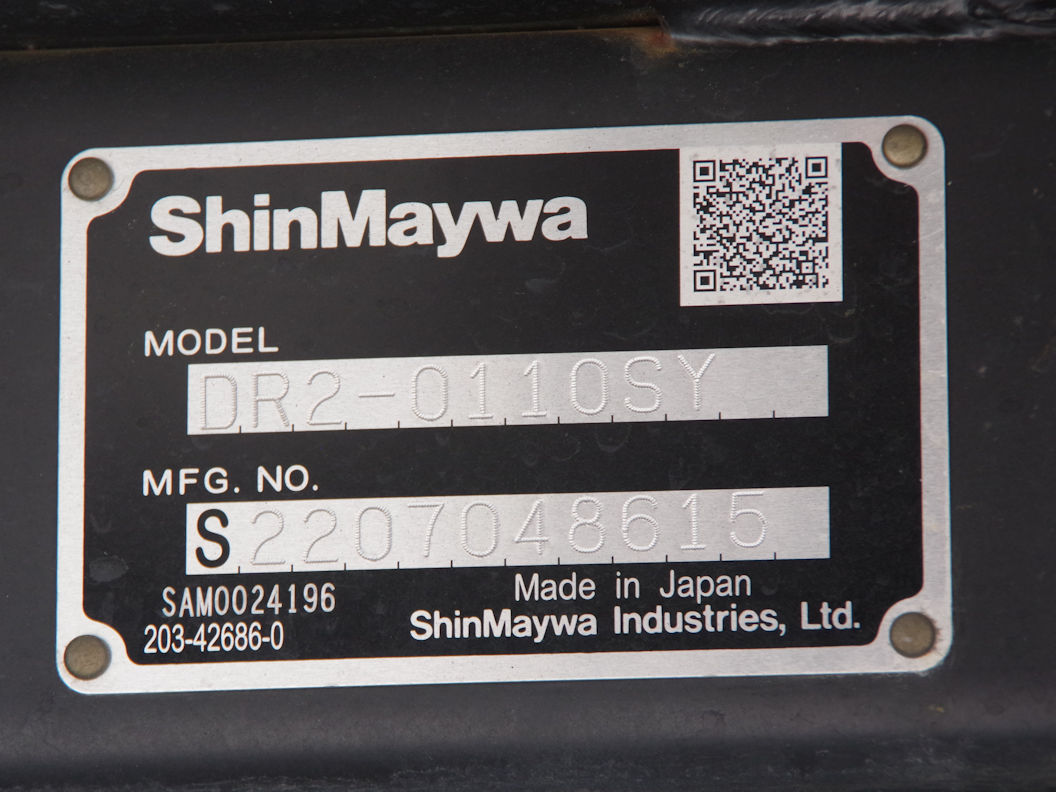 ShinMaywa
MODEL
DR2-0110SY
MFG. NO.
S2207048615
SAM0024196
203-42686-0
Made in Japan
ShinMaywa Industries, Ltd.